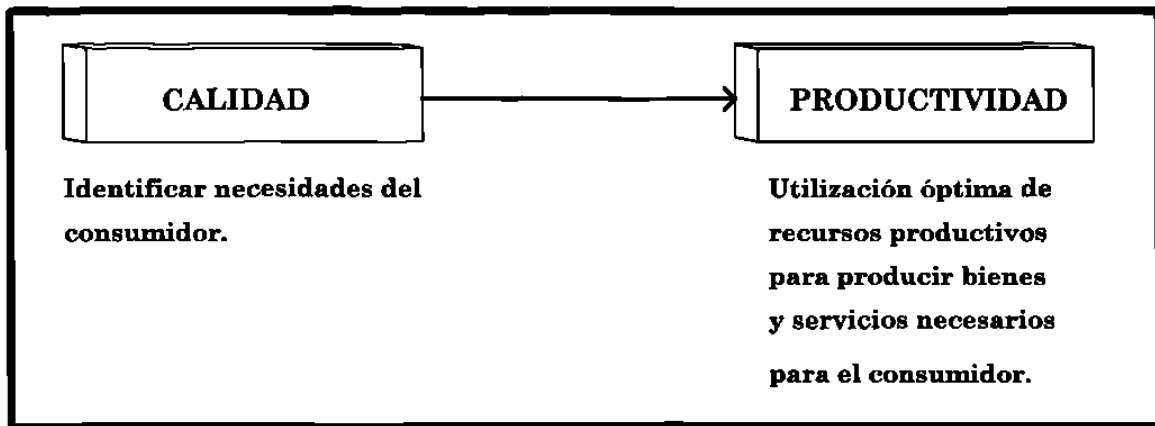 CALIDAD
PRODUCTIVIDAD
Identificar necesidades del
consumidor.
Utilización óptima de
recursos productivos
para producir bienes
y servicios necesarios
para el consumidor.